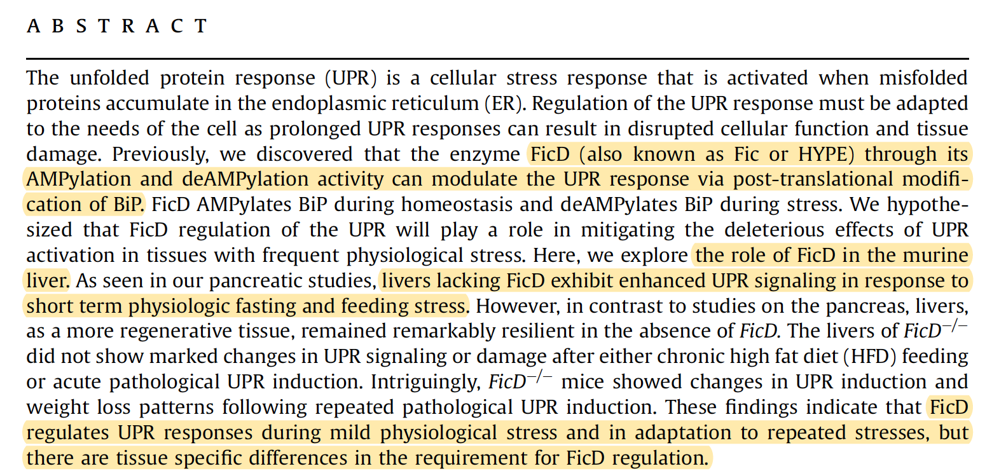 A B S T R A C T
The unfolded protein response (UPR) is a cellular stress response that is activated when misfolded
proteins accumulate in the endoplasmic reticulum (ER). Regulation of the UPR response must be adapted
to the needs of the cell as prolonged UPR responses can result in disrupted cellular function and tissue
damage. Previously, we discovered that the enzyme FicD (also known as Fic or HYPE) through its
AMPylation and deAMPylation activity can modulate the UPR response via post-translational modifi-
cation of BiP. FicD AMPylates BiP during homeostasis and deAMPylates BiP during stress. We hypothe-
sized that FicD regulation of the UPR will play a role in mitigating the deleterious effects of UPR
activation in tissues with frequent physiological stress. Here, we explore the role of FicD in the murine
liver. As seen in our pancreatic studies, livers lacking FicD exhibit enhanced UPR signaling in response to
short term physiologic fasting and feeding stress. However, in contrast to studies on the pancreas, livers,
as a more regenerative tissue, remained remarkably resilient in the absence of FicD. The livers of FicD−/−
did not show marked changes in UPR signaling or damage after either chronic high fat diet (HFD) feeding
or acute pathological UPR induction. Intriguingly, FicD−/− mice showed changes in UPR induction and
weight loss patterns following repeated pathological UPR induction. These findings indicate that FicD
regulates UPR responses during mild physiological stress and in adaptation to repeated stresses, but
there are tissue specific differences in the requirement for FicD regulation.